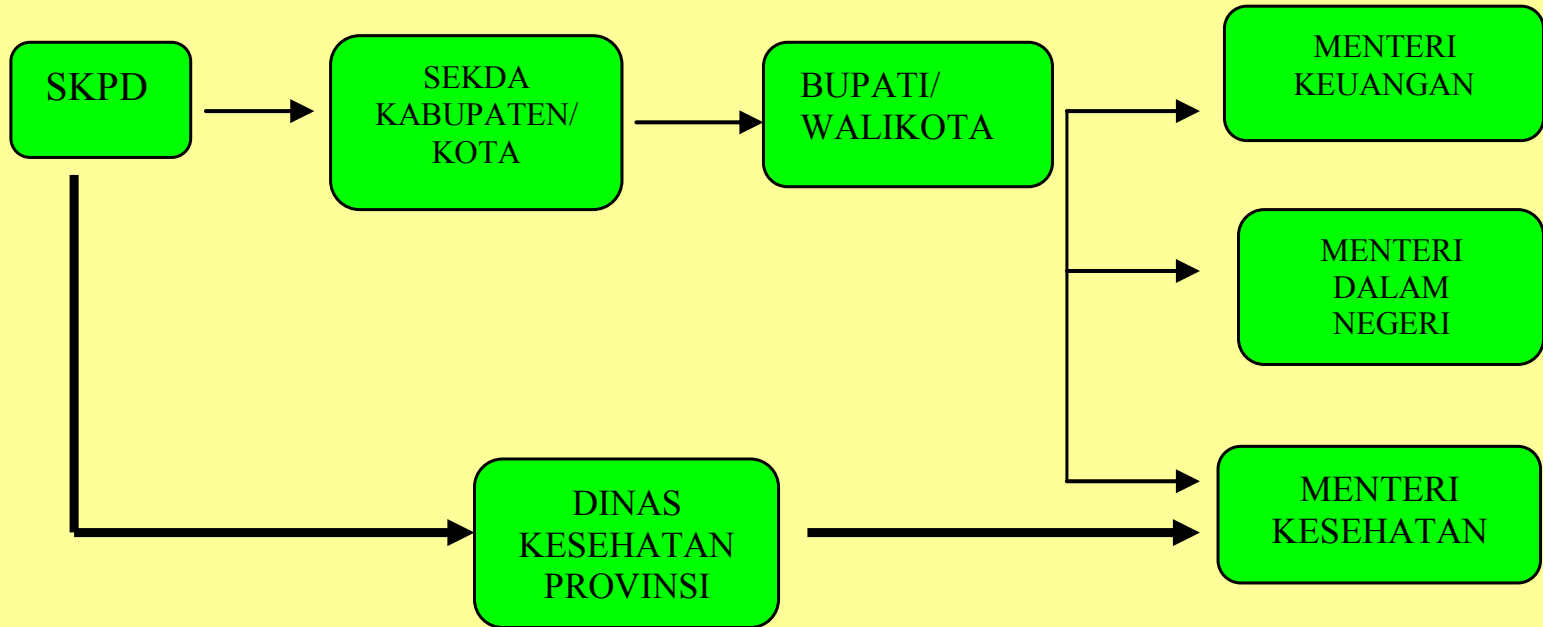 SKPD
SEKDA
KABUPATEN/
KOTA
BUPATI/
WALIKOTA
MENTERI
KEUANGAN
MENTERI
DALAM
NEGERI
DINAS
KESEHATAN
PROVINSI
MENTERI
KESEHATAN